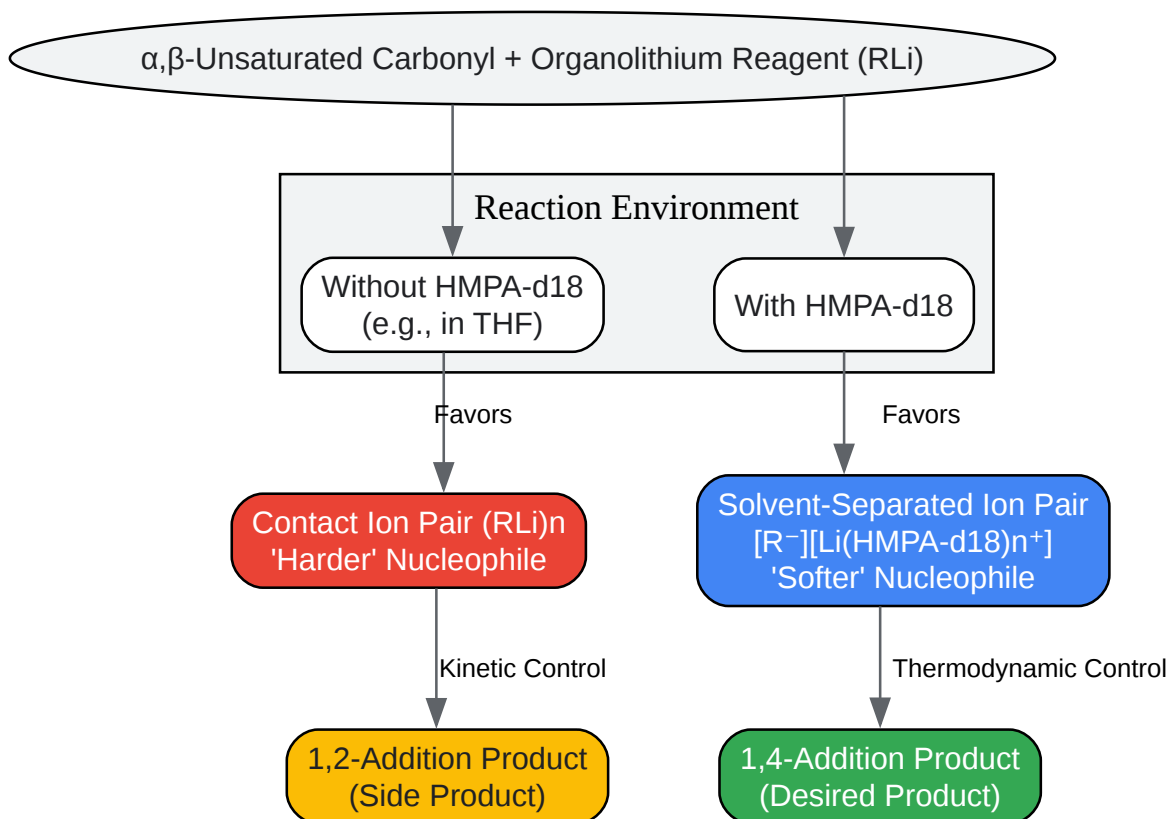 α,β-Unsaturated Carbonyl + Organolithium Reagent (RLi)
Reaction Environment
Without HMPA-d18
(e.g., in THF)
With HMPA-d18
Favors
Favors
Contact Ion Pair (RLi)n
'Harder' Nucleophile
Solvent-Separated Ion Pair
[R⁻][Li(HMPA-d18)n⁺]
'Softer' Nucleophile
Kinetic Control
Thermodynamic Control
1,2-Addition Product
(Side Product)
1,4-Addition Product
(Desired Product)